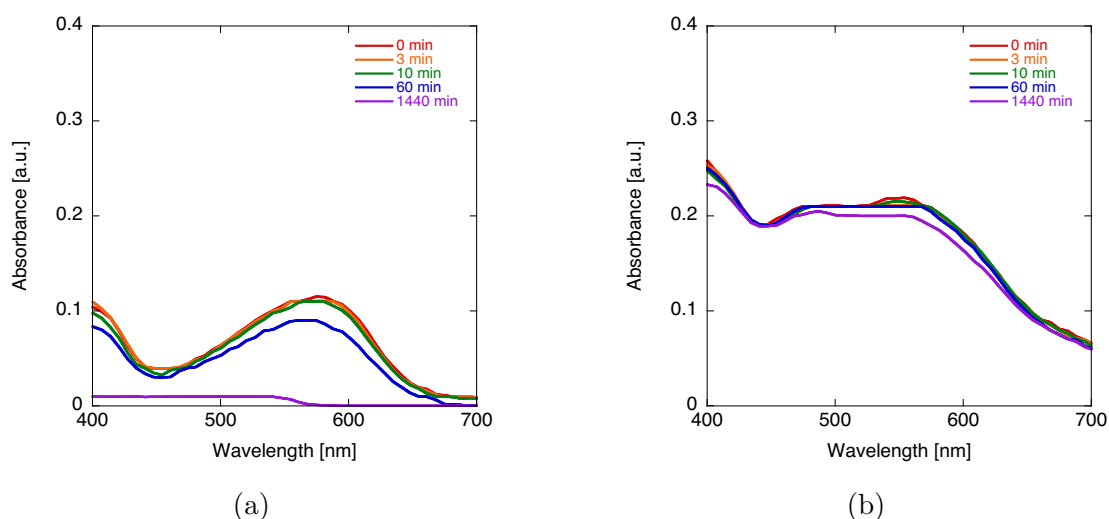 0.4
0.3
0.2
0.1
0
Absorbance [a.u.]
0 min
3 min
10 min
60 min
1440 min
400
500
600
700
Wavelength [nm]
(a)
0.4
0.3
0.2
0.1
0
Absorbance [a.u.]
0 min
3 min
10 min
60 min
1440 min
400
500
600
700
Wavelength [nm]
(b)